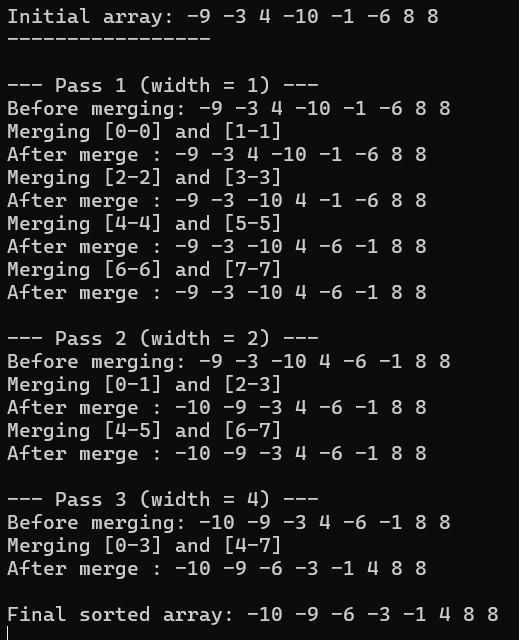 Initial array: -9 -3 4 -10 -1 -6 8 8
-----------------
--- Pass 1 (width = 1) ---
Before merging: -9 -3 4 -10 -1 -6 8 8
Merging [0-0] and [1-1]
After merge : -9 -3 4 -10 -1 -6 8 8
Merging [2-2] and [3-3]
After merge : -9 -3 -10 4 -1 -6 8 8
Merging [4-4] and [5-5]
After merge : -9 -3 -10 4 -6 -1 8 8
Merging [6-6] and [7-7]
After merge : -9 -3 -10 4 -6 -1 8 8
--- Pass 2 (width = 2) ---
Before merging: -9 -3 -10 4 -6 -1 8 8
Merging [0-1] and [2-3]
After merge : -10 -9 -3 4 -6 -1 8 8
Merging [4-5] and [6-7]
After merge : -10 -9 -3 4 -6 -1 8 8
--- Pass 3 (width = 4) ---
Before merging: -10 -9 -3 4 -6 -1 8 8
Merging [0-3] and [4-7]
After merge : -10 -9 -6 -3 -1 4 8 8
Final sorted array: -10 -9 -6 -3 -1 4 8 8